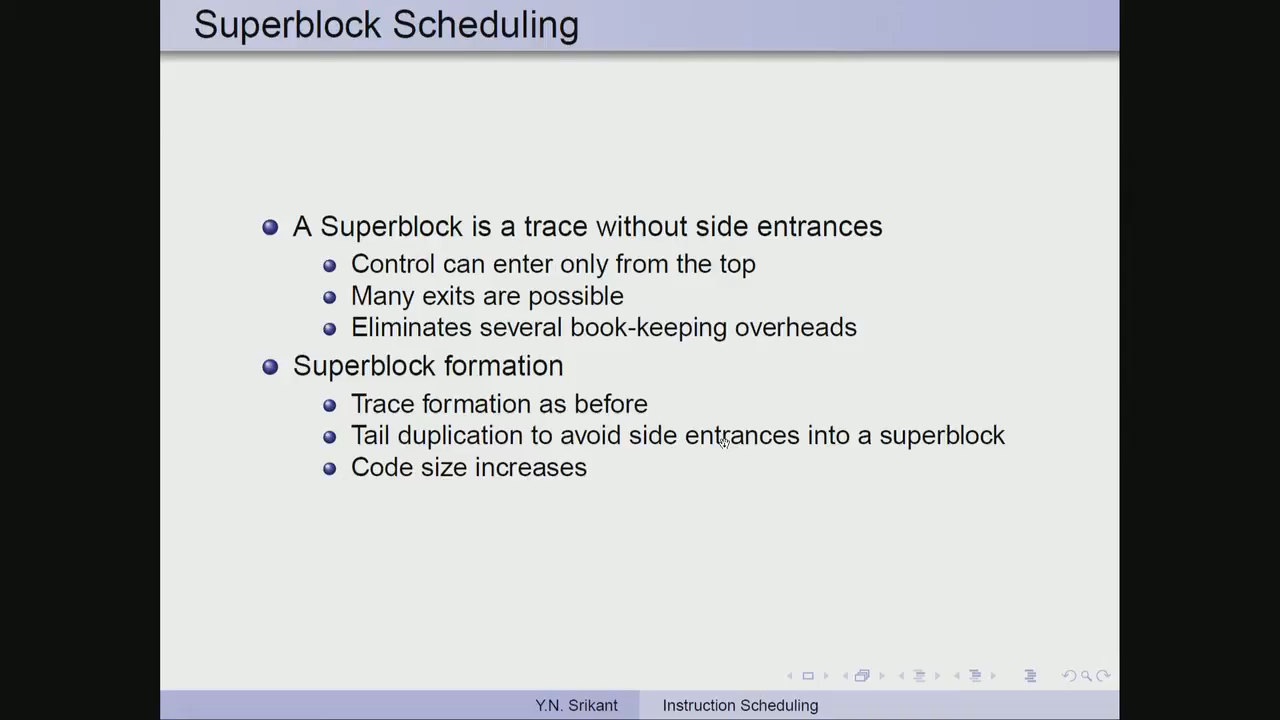 Superblock Scheduling
A Superblock is a trace without side entrances
Control can enter only from the top
Many exits are possible
Eliminates several book-keeping overheads
Superblock formation
Trace formation as before
Tail duplication to avoid side entrances into a superblock
Code size increases
Y.N. Srikant Instruction Scheduling